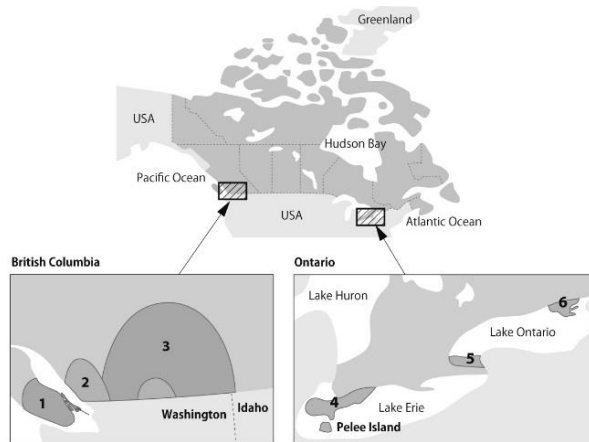 Greenland
USA
Hudson Bay
Pacific Ocean
USA
Atlantic Ocean
British Columbia
3
2
1
Washington
Idaho
Ontario
Lake Huron
6
Lake Ontario
5
4
Lake Erie
Pelee Island